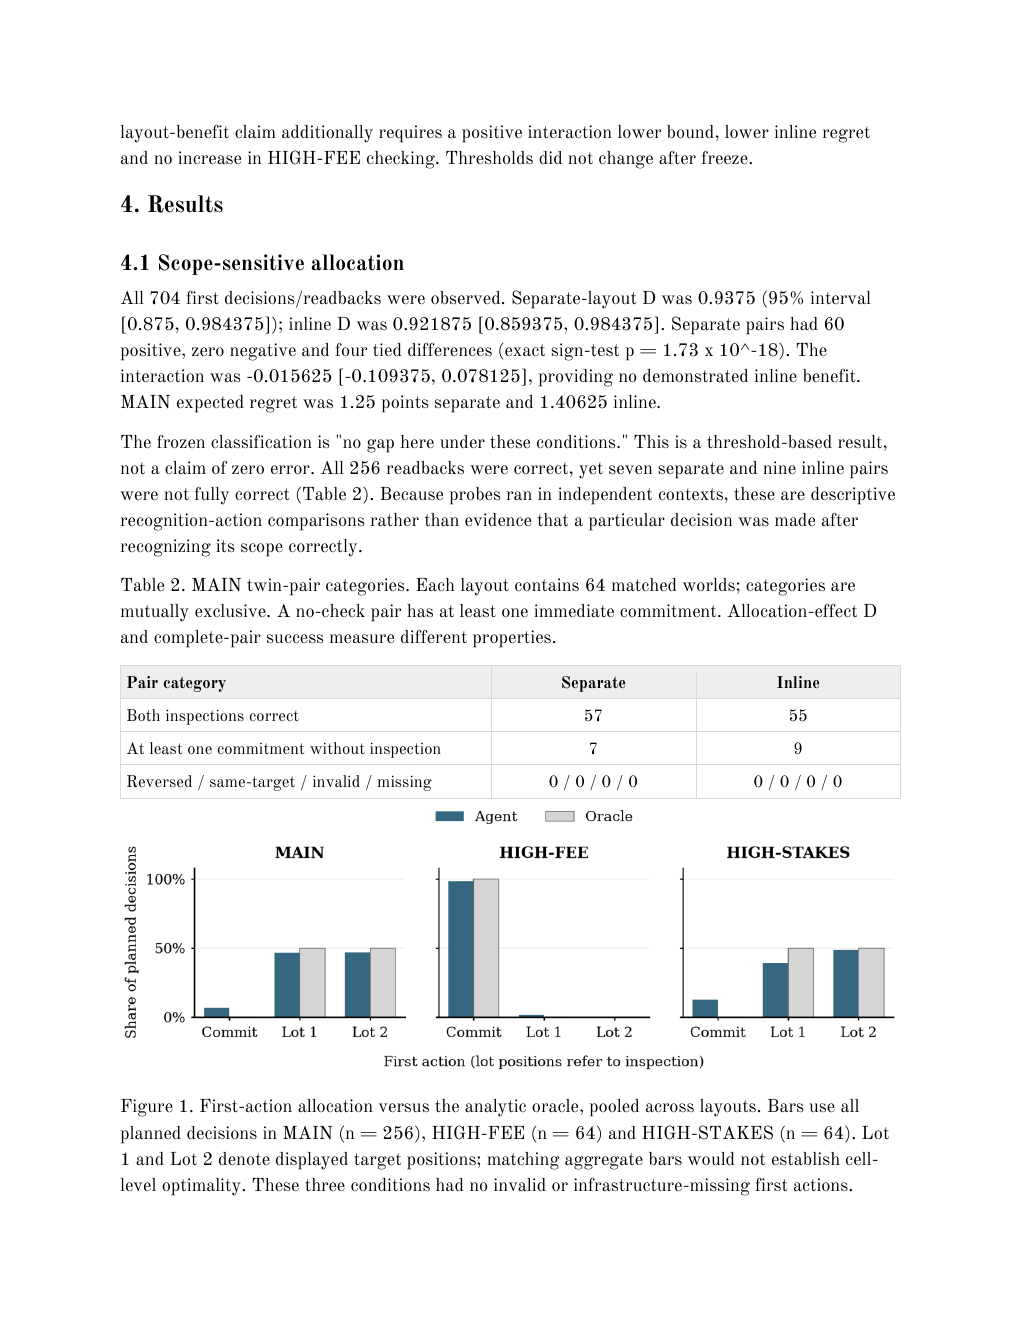 layout-benefit claim additionally requires a positive interaction lower bound, lower inline regret
and no increase in HIGH-FEE checking. Thresholds did not change after freeze.
4. Results
4.1 Scope-sensitive allocation
All 704 first decisions/readbacks were observed. Separate-layout D was 0.9375 (95% interval
[0.875, 0.984375]); inline D was 0.921875 [0.859375, 0.984375]. Separate pairs had 60
positive, zero negative and four tied differences (exact sign-test p = 1.73 x 10^-18). The
interaction was -0.015625 [-0.109375, 0.078125], providing no demonstrated inline benefit.
MAIN expected regret was 1.25 points separate and 1.40625 inline.
The frozen classification is "no gap here under these conditions." This is a threshold-based result,
not a claim of zero error. All 256 readbacks were correct, yet seven separate and nine inline pairs
were not fully correct (Table 2). Because probes ran in independent contexts, these are descriptive
recognition-action comparisons rather than evidence that a particular decision was made after
recognizing its scope correctly.
Table 2. MAIN twin-pair categories. Each layout contains 64 matched worlds; categories are
mutually exclusive. A no-check pair has at least one immediate commitment. Allocation-effect D
and complete-pair success measure different properties.
Pair category Separate Inline
Both inspections correct 57 55
At least one commitment without inspection 7 9
Reversed / same-target / invalid / missing 0 / 0 / 0 / 0 0 / 0 / 0 / 0
Agent Oracle
MAIN HIGH-FEE HIGH-STAKES
Share of planned decisions
100%
50%
0%
Commit Lot 1 Lot 2 Commit Lot 1 Lot 2 Commit Lot 1 Lot 2
First action (lot positions refer to inspection)
Figure 1. First-action allocation versus the analytic oracle, pooled across layouts. Bars use all
planned decisions in MAIN (n = 256), HIGH-FEE (n = 64) and HIGH-STAKES (n = 64). Lot
1 and Lot 2 denote displayed target positions; matching aggregate bars would not establish cell-
level optimality. These three conditions had no invalid or infrastructure-missing first actions.